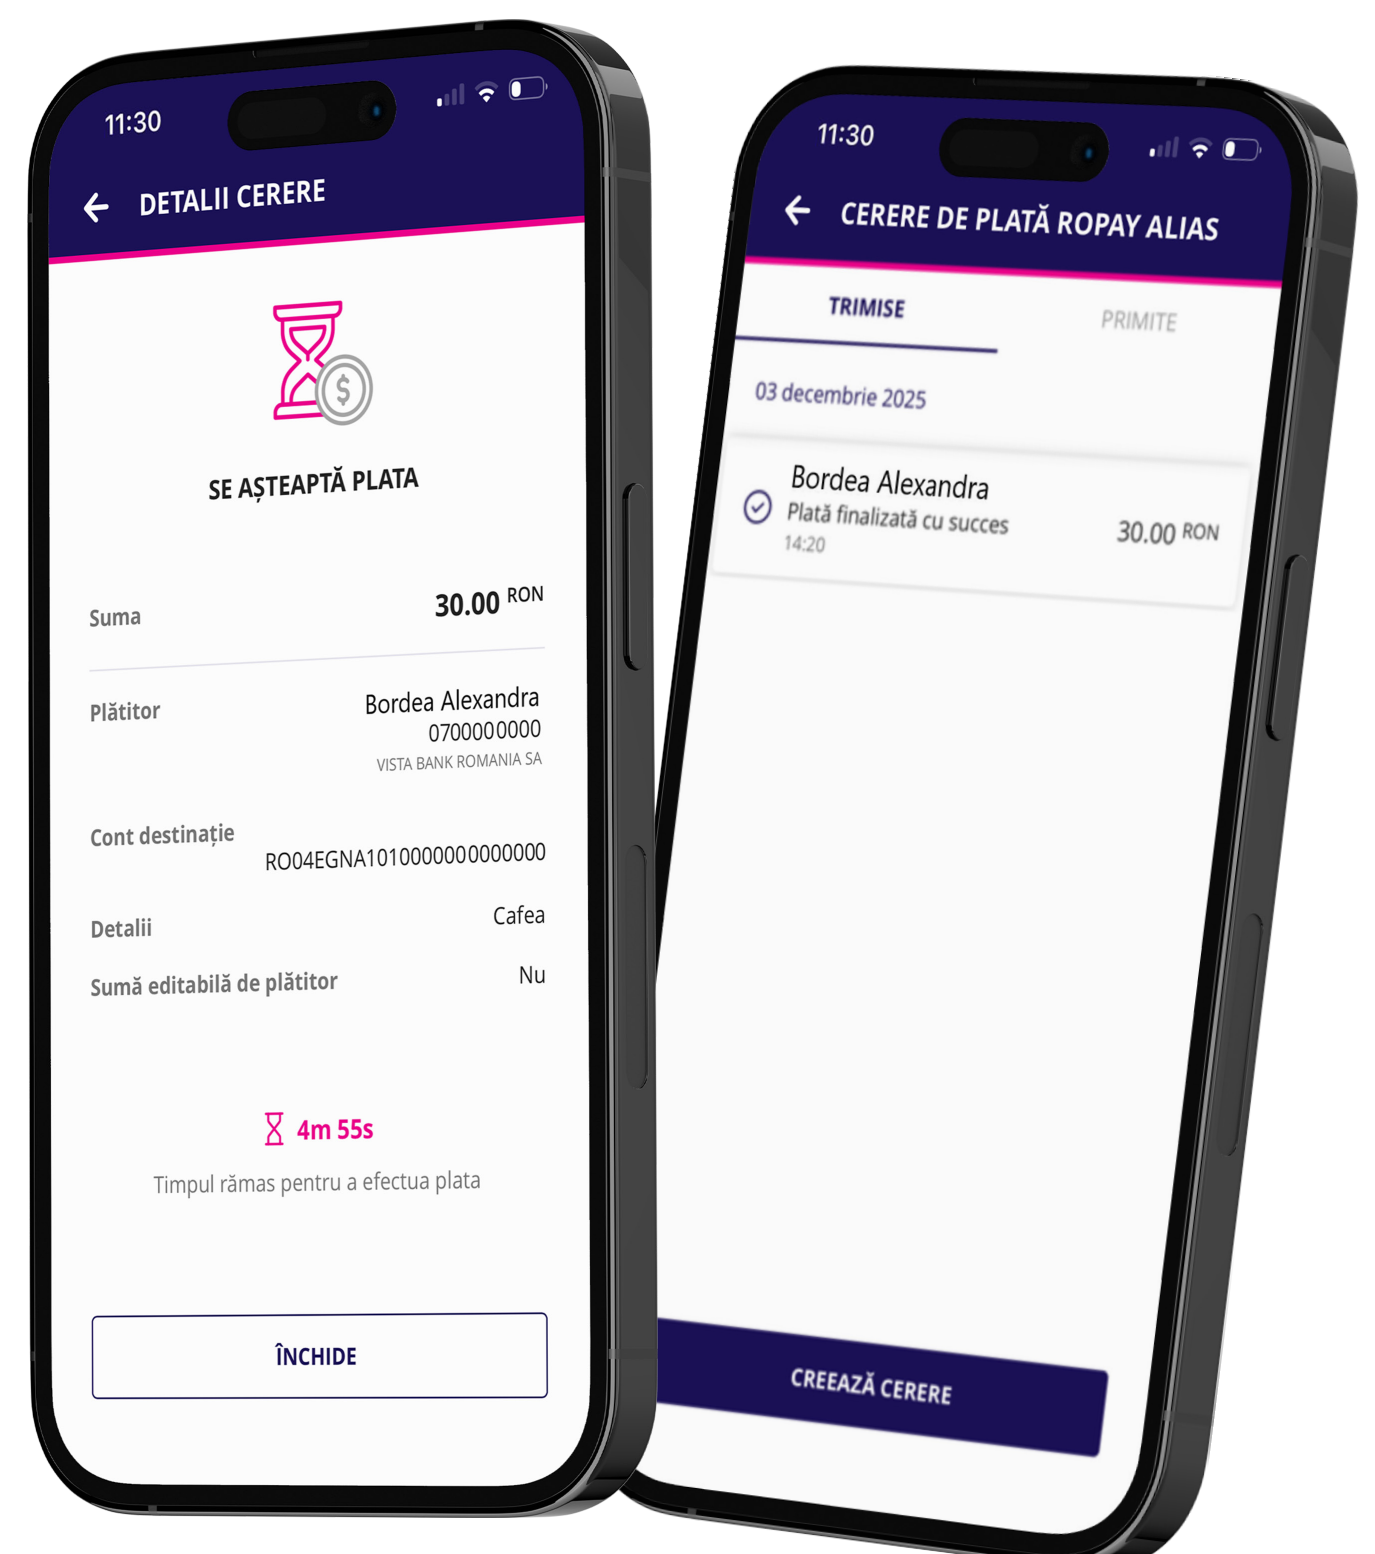 11:30
DETALII CERERE
$
SE AȘTEAPTĂ PLATA
Suma
30.00 RON
Plătitor
Bordea Alexandra
0700000000
VISTA BANK ROMANIA SA
Cont destinație
RO04EGNA1010000000000000
Detalii
Cafea
Sumă editabilă de plătitor
Nu
4m 55s
Timpul rămas pentru a efectua plata
ÎNCHIDE
11:30
CERERE DE PLATĂ ROPAY ALIAS
TRIMISE
PRIMITE
03 decembrie 2025
Bordea Alexandra
Plată finalizată cu succes
14:20
30.00 RON
CREEAZĂ CERERE